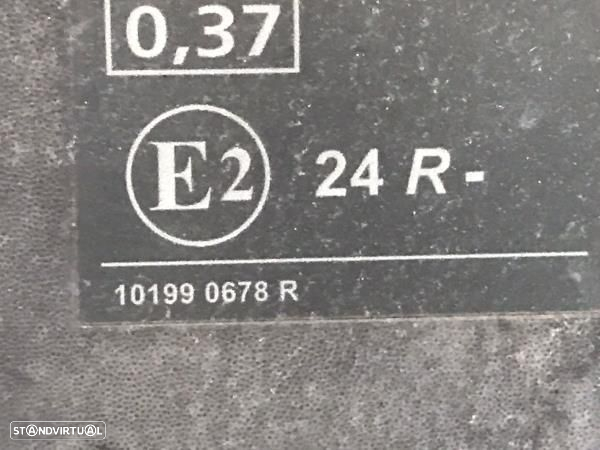 0,37
E2 24 R-
10199 0678 R
STANDVIRTUAL